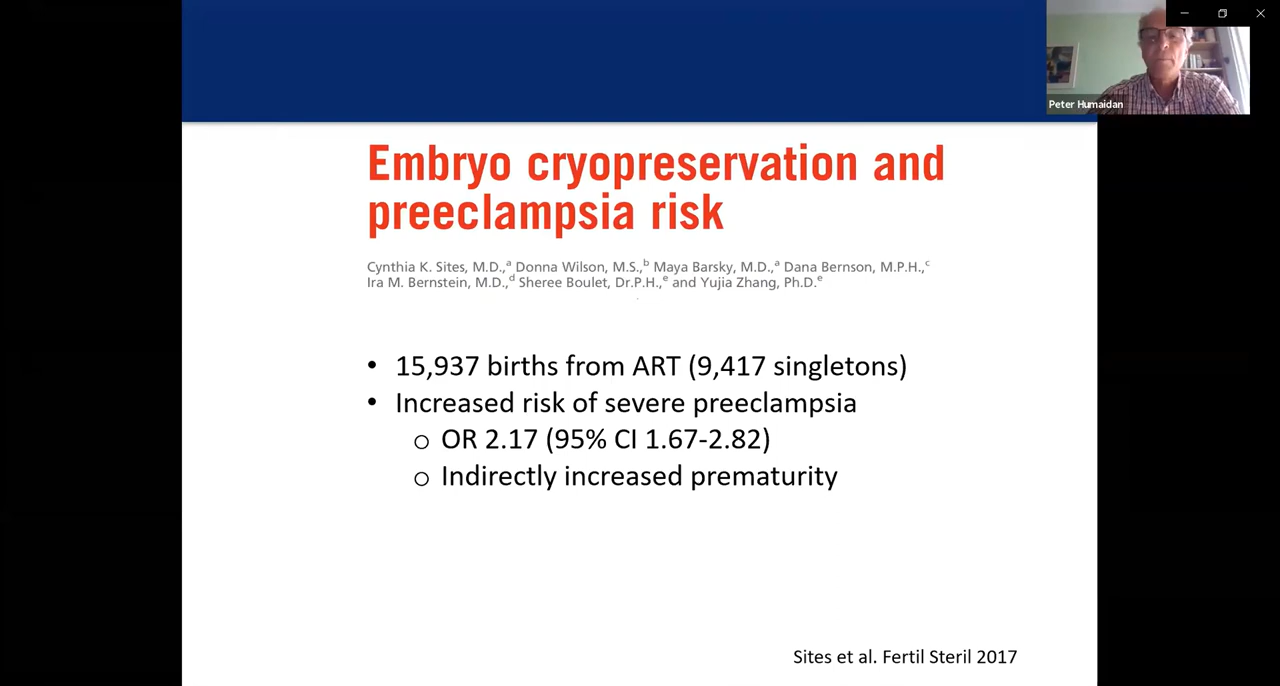 Peter Humaidan
Embryo cryopreservation and
preeclampsia risk
Cynthia K. Sites, M.D.,ᵃ Donna Wilson, M.S.,ᵇ Maya Barsky, M.D.,ᵃ Dana Bernson, M.P.H.,ᶜ
Ira M. Bernstein, M.D.,ᵈ Sheree Boulet, Dr.P.H.,ᵉ and Yujia Zhang, Ph.D.ᵉ
• 15,937 births from ART (9,417 singletons)
• Increased risk of severe preeclampsia
o OR 2.17 (95% CI 1.67-2.82)
o Indirectly increased prematurity
Sites et al. Fertil Steril 2017